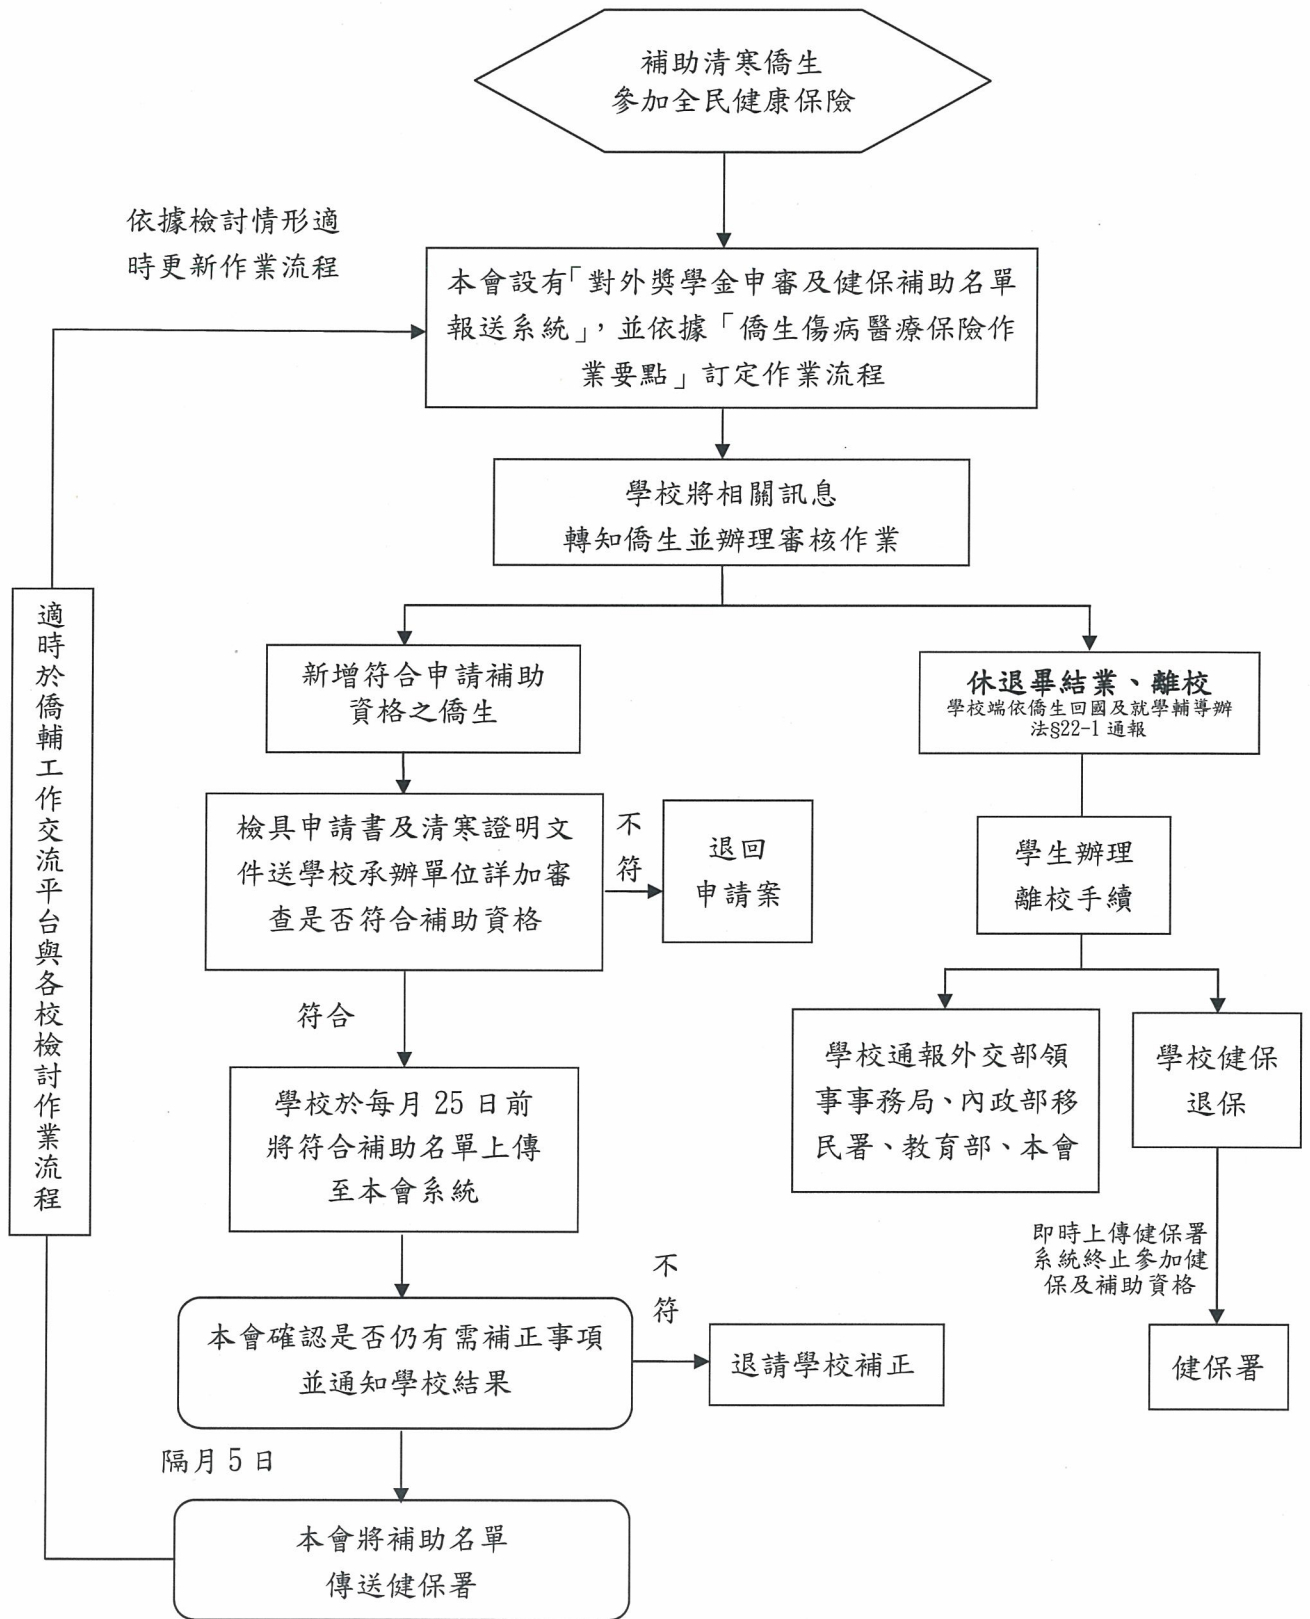 補助清寒僑生
參加全民健康保險
依據檢討情形適
時更新作業流程
本會設有「對外獎學金申審及健保補助名單
報送系統」，並依據「僑生傷病醫療保險作
業要點」訂定作業流程
學校將相關訊息
轉知僑生並辦理審核作業
適時於僑輔工作交流平台與各校檢討作業流程
新增符合申請補助
資格之僑生
檢具申請書及清寒證明文
件送學校承辦單位詳加審
查是否符合補助資格
不符
退回
申請案
符合
學校於每月 25 日前
將符合補助名單上傳
至本會系統
本會確認是否仍有需補正事項
並通知學校結果
不符
退請學校補正
隔月 5 日
本會將補助名單
傳送健保署
休退畢結業、離校
學校端依僑生回國及就學輔導辦
法§22-1 通報
學生辦理
離校手續
學校通報外交部領
事事務局、內政部移
民署、教育部、本會
學校健保
退保
即時上傳健保署
系統終止參加健
保及補助資格
健保署